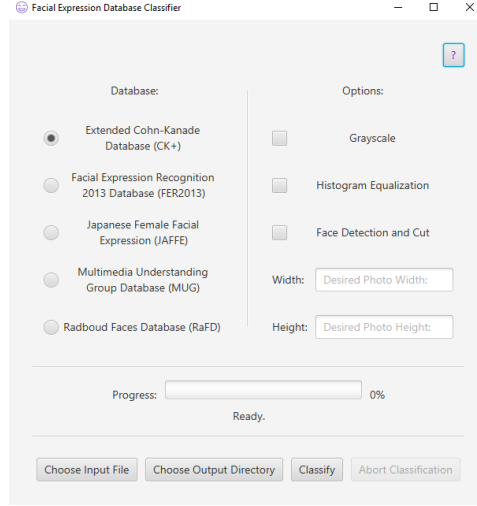 Facial Expression Database Classifier
?
Database:
Extended Cohn-Kanade
Database (CK+)
Facial Expression Recognition
2013 Database (FER2013)
Japanese Female Facial
Expression (JAFFE)
Multimedia Understanding
Group Database (MUG)
Radboud Faces Database (RaFD)
Options:
Grayscale
Histogram Equalization
Face Detection and Cut
Width: Desired Photo Width:
Height: Desired Photo Height:
Progress: 0%
Ready.
Choose Input File Choose Output Directory Classify Abort Classification